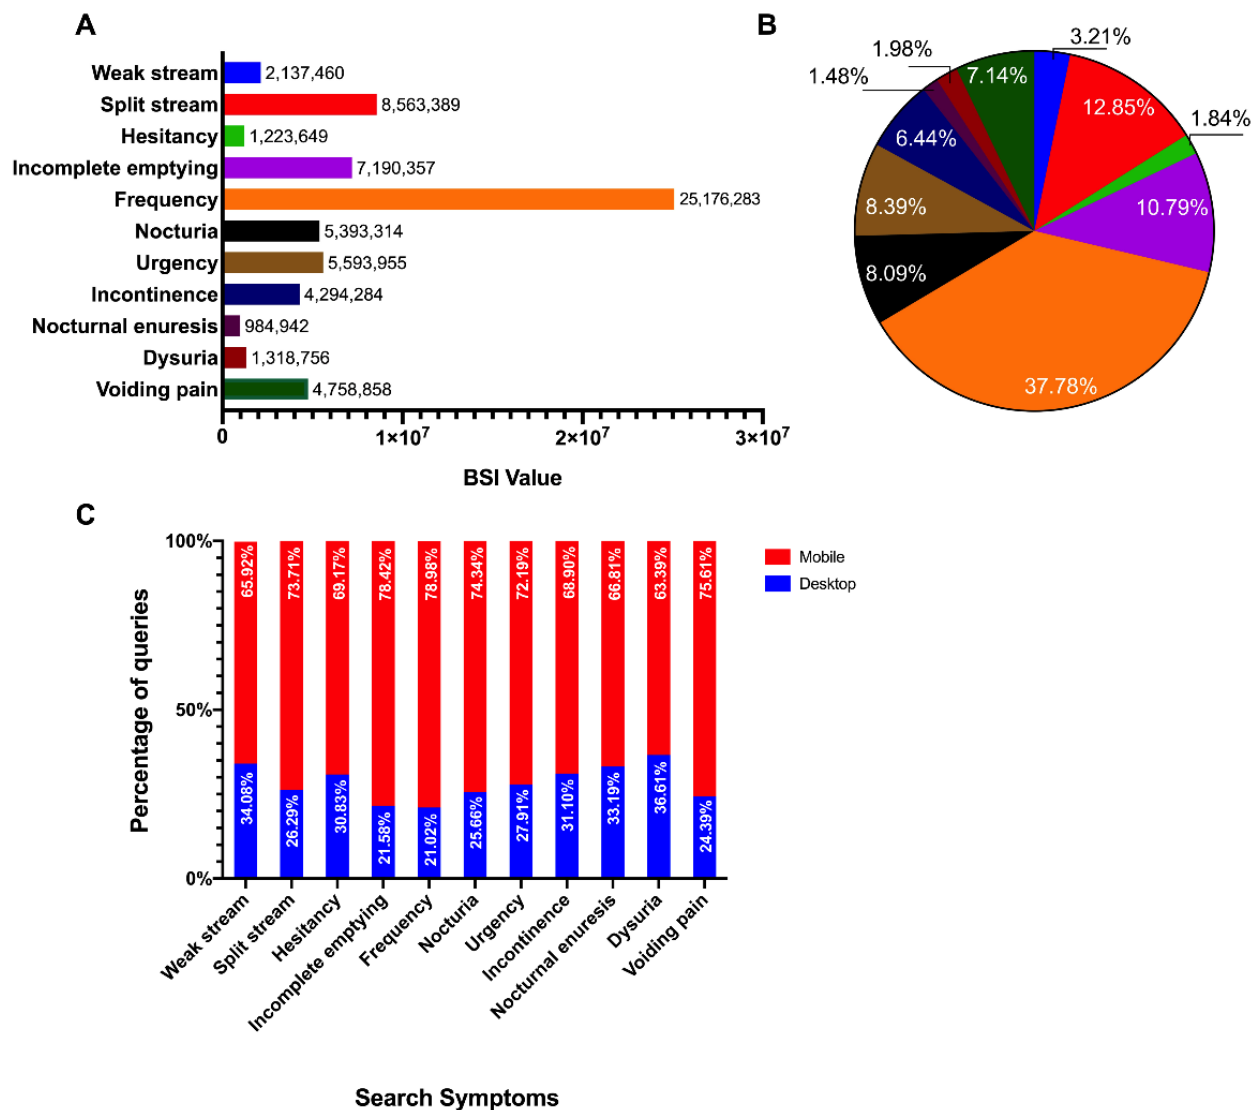 A
Weak stream 2,137,460
Split stream 8,563,389
Hesitancy 1,223,649
Incomplete emptying 7,190,357
Frequency 25,176,283
Nocturia 5,393,314
Urgency 5,593,955
Incontinence 4,294,284
Nocturnal enuresis 984,942
Dysuria 1,318,756
Voiding pain 4,758,858
0 1×10⁷ 2×10⁷ 3×10⁷
BSI Value
B
3.21%
12.85%
1.84%
10.79%
37.78%
8.09%
8.39%
6.44%
1.48%
1.98%
7.14%
C
Percentage of queries
100%
50%
0%
65.92% 73.71% 69.17% 78.42% 78.98% 74.34% 72.19% 68.90% 66.81% 63.39% 75.61%
34.08% 26.29% 30.83% 21.58% 21.02% 25.66% 27.91% 31.10% 33.19% 36.61% 24.39%
Weak stream
Split stream
Hesitancy
Incomplete emptying
Frequency
Nocturia
Urgency
Incontinence
Nocturnal enuresis
Dysuria
Voiding pain
Mobile
Desktop
Search Symptoms